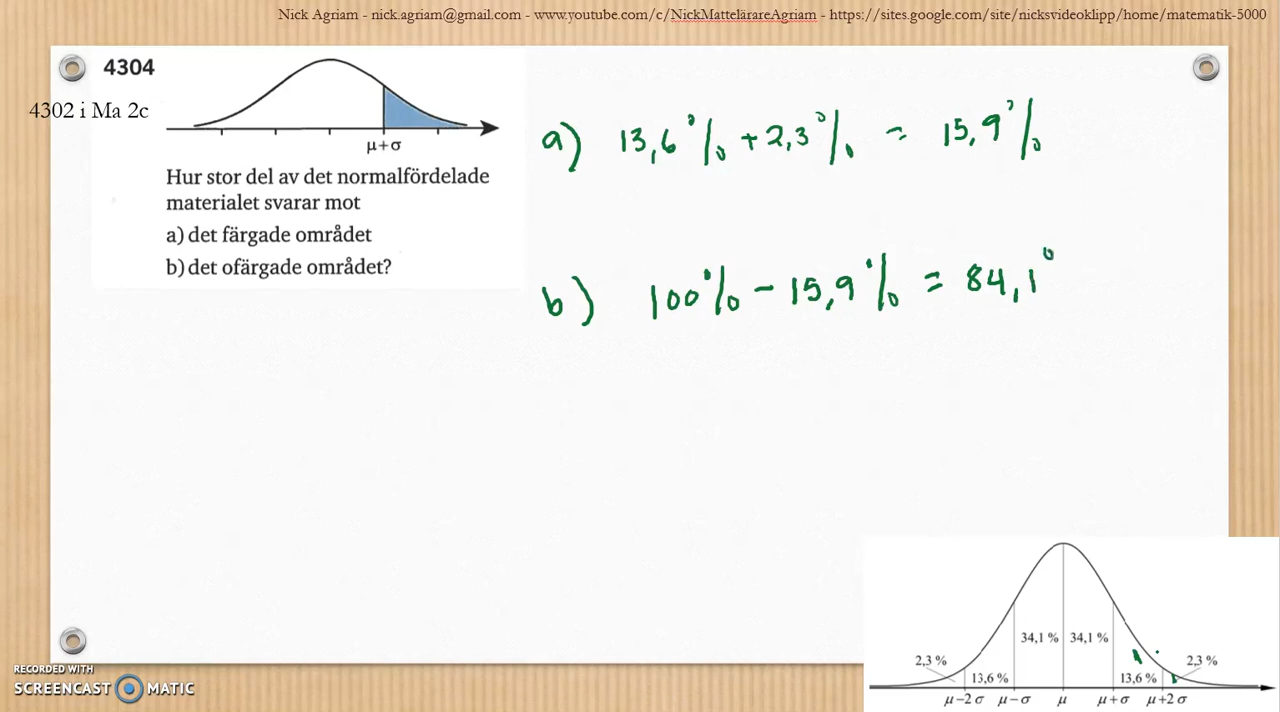 Nick Agriam - nick.agriam@gmail.com - www.youtube.com/c/NickMattelärareAgriam - https://sites.google.com/site/nicksvideoklipp/home/matematik-5000
4304
4302 i Ma 2c
μ+σ
Hur stor del av det normalfördelade
materialet svarar mot
a) det färgade området
b) det ofärgade området?
a) 13,6 % + 2,3 % = 15,9 %
b) 100 % - 15,9 % = 84,1 °
34,1 % 34,1 %
2,3 % 2,3 %
13,6 % 13,6 %
μ−2σ μ−σ μ μ+σ μ+2σ
RECORDED WITH
SCREENCAST MATIC